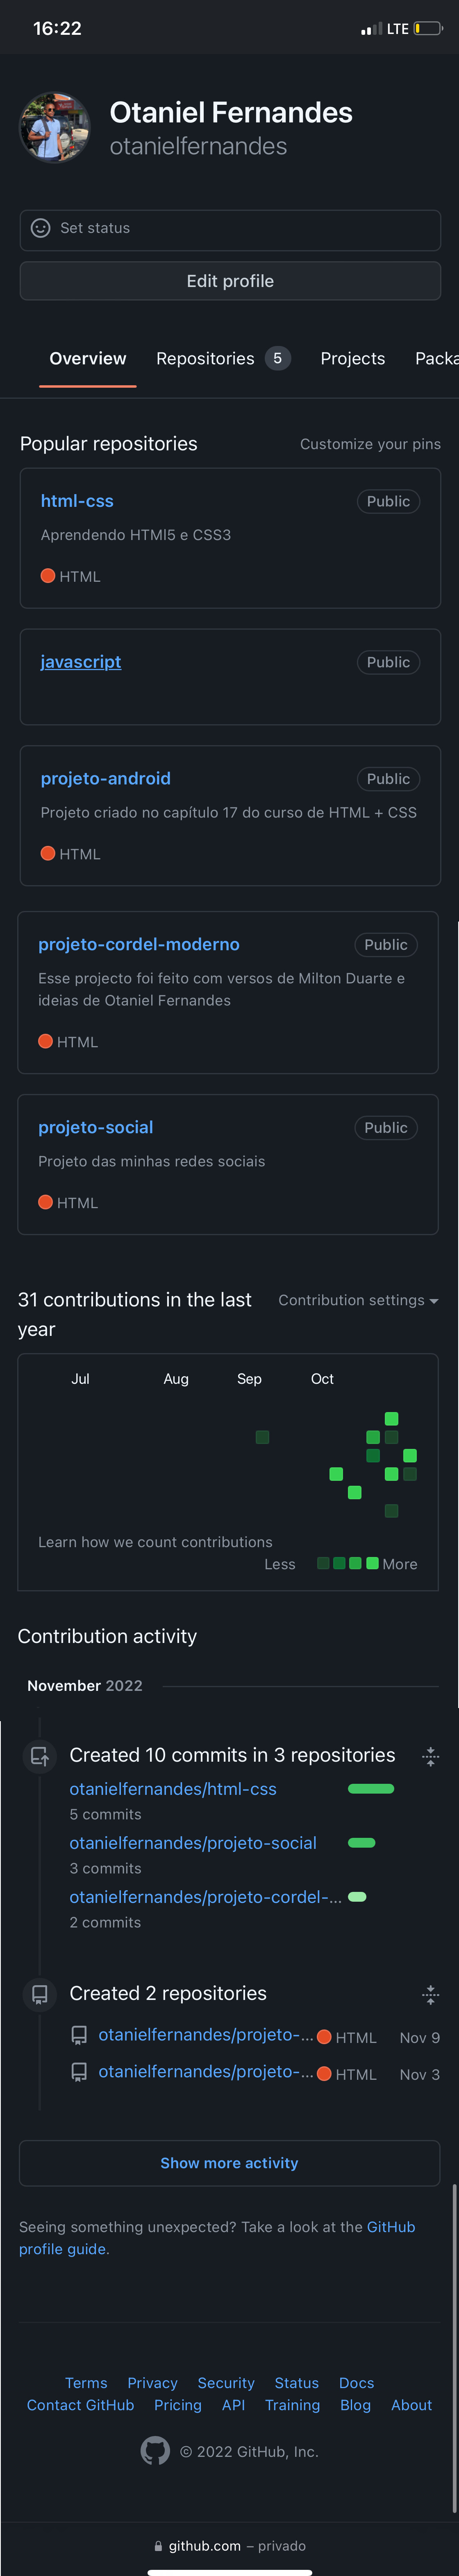 16:22
LTE
Otaniel Fernandes
otanielfernandes
Set status
Edit profile
Overview Repositories 5 Projects Packa
Popular repositories Customize your pins
html-css Public
Aprendendo HTMl5 e CSS3
HTML
javascript Public
projeto-android Public
Projeto criado no capítulo 17 do curso de HTML + CSS
HTML
projeto-cordel-moderno Public
Esse projecto foi feito com versos de Milton Duarte e
ideias de Otaniel Fernandes
HTML
projeto-social Public
Projeto das minhas redes sociais
HTML
31 contributions in the last
year
Contribution settings
Jul Aug Sep Oct
Learn how we count contributions
Less More
Contribution activity
November 2022
Created 10 commits in 3 repositories
otanielfernandes/html-css
5 commits
otanielfernandes/projeto-social
3 commits
otanielfernandes/projeto-cordel-...
2 commits
Created 2 repositories
otanielfernandes/projeto-... HTML Nov 9
otanielfernandes/projeto-... HTML Nov 3
Show more activity
Seeing something unexpected? Take a look at the GitHub
profile guide.
Terms Privacy Security Status Docs
Contact GitHub Pricing API Training Blog About
© 2022 GitHub, Inc.
github.com – privado